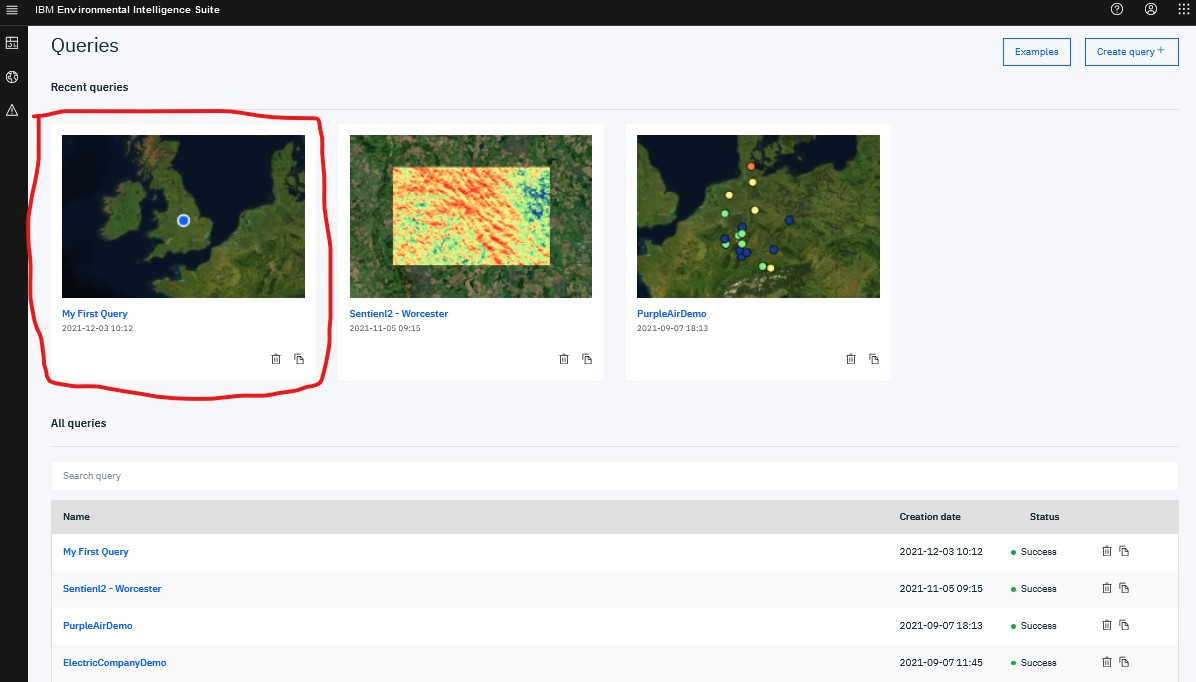 IBM Environmental Intelligence Suite
Queries
Examples
Create query +
Recent queries
My First Query
2021-12-03 10:12
Sentienl2 - Worcester
2021-11-05 09:15
PurpleAirDemo
2021-09-07 18:13
All queries
Search query
Name Creation date Status
My First Query 2021-12-03 10:12 Success
Sentienl2 - Worcester 2021-11-05 09:15 Success
PurpleAirDemo 2021-09-07 18:13 Success
ElectricCompanyDemo 2021-09-07 11:45 Success